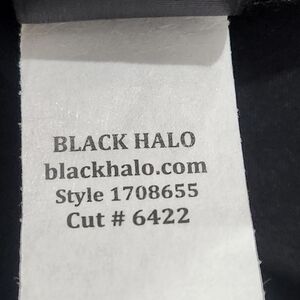 BLACK HALO
blackhalo.com
Style 1708655
Cut # 6422